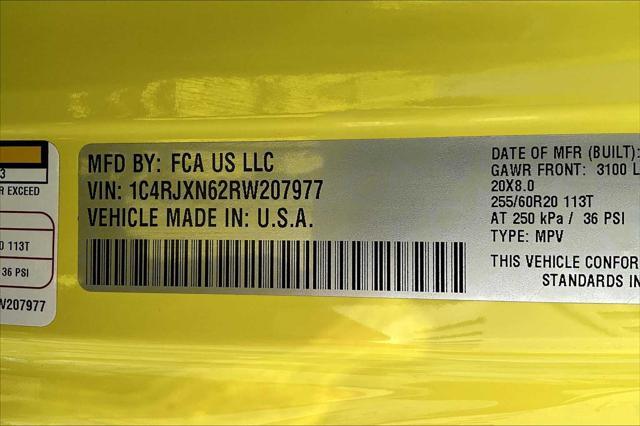 3
R EXCEED
0 113T
36 PSI
W207977
MFD BY: FCA US LLC
VIN: 1C4RJXN62RW207977
VEHICLE MADE IN: U.S.A.
DATE OF MFR (BUILT):
GAWR FRONT: 3100 L
20X8.0
255/60R20 113T
AT 250 kPa / 36 PSI
TYPE: MPV
THIS VEHICLE CONFOR
STANDARDS IN